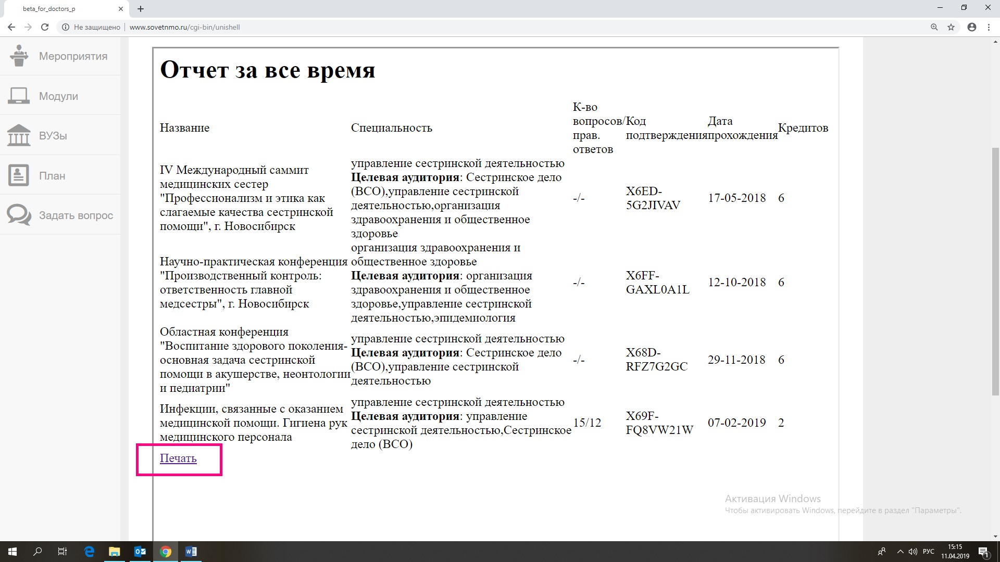 beta_for_doctors_p
Не защищено
www.sovetnmo.ru/cgi-bin/unishell
Мероприятия
Модули
ВУЗы
План
Задать вопрос
Отчет за все время
Название
Специальность
К-во
вопросов/
прав.
ответов
Код
подтверждения
Дата
прохождения
Кредитов
IV Международный саммит
медицинских сестер
"Профессионализм и этика как
слагаемые качества сестринской
помощи", г. Новосибирск
управление сестринской деятельностью
Целевая аудитория: Сестринское дело
(ВСО),управление сестринской
деятельностью,организация
здравоохранения и общественное
здоровье
-/-
X6ED-
5G2JIVAV
17-05-2018
6
Научно-практическая конференция
"Производственный контроль:
ответственность главной
медсестры", г. Новосибирск
организация здравоохранения и
общественное здоровье
Целевая аудитория: организация
здравоохранения и общественное
здоровье,управление сестринской
деятельностью,эпидемиология
-/-
X6FF-
GAXL0A1L
12-10-2018
6
Областная конференция
"Воспитание здорового поколения-
основная задача сестринской
помощи в акушерстве, неонтологии
и педиатрии"
управление сестринской деятельностью
Целевая аудитория: Сестринское дело
(ВСО),управление сестринской
деятельностью
-/-
X68D-
RFZ7G2GC
29-11-2018
6
Инфекции, связанные с оказанием
медицинской помощи. Гигиена рук
медицинского персонала
управление сестринской деятельностью
Целевая аудитория: управление
сестринской деятельностью,Сестринское
дело (ВСО)
15/12
X69F-
FQ8VW21W
07-02-2019
2
Печать
Активация Windows
Чтобы активировать Windows, перейдите в раздел "Параметры".
РУС
15:15
11.04.2019
1